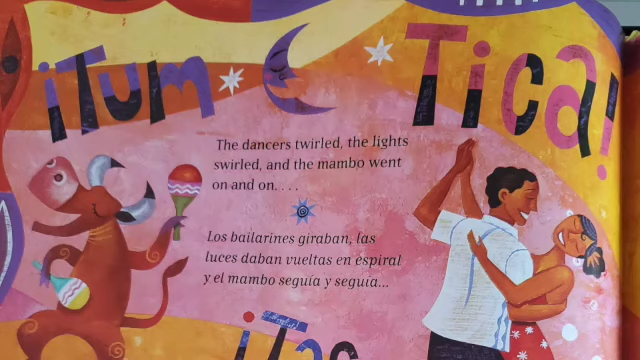 ¡Tum Tica!
The dancers twirled, the lights
swirled, and the mambo went
on and on. . . .
Los bailarines giraban, las
luces daban vueltas en espiral
y el mambo seguía y seguía...